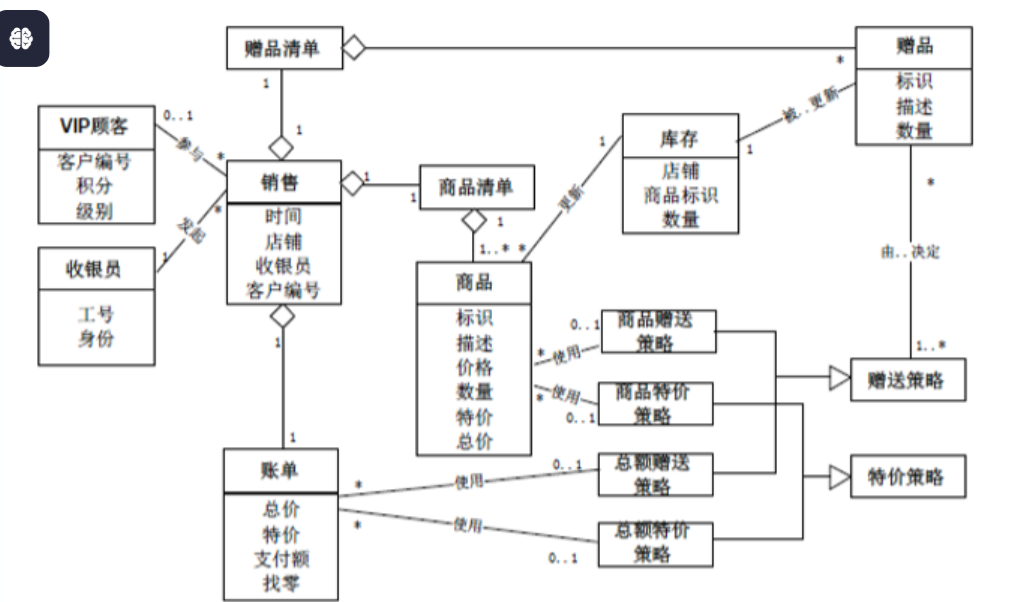 赠品清单
赠品
标识
描述
数量
*
1
1
VIP顾客
客户编号
积分
级别
0..1
参与
*
销售
时间
店铺
收银员
客户编号
1
1
商品清单
1
1..*
*
更新
1
库存
店铺
商品标识
数量
1
被..更新
*
由..决定
1..*
收银员
工号
身份
1
发起
*
商品
标识
描述
价格
数量
特价
总价
*
使用
0..1
商品赠送
策略
*
使用
0..1
商品特价
策略
赠送策略
1
1
账单
总价
特价
支付额
找零
*
使用
0..1
总额赠送
策略
*
使用
0..1
总额特价
策略
特价策略